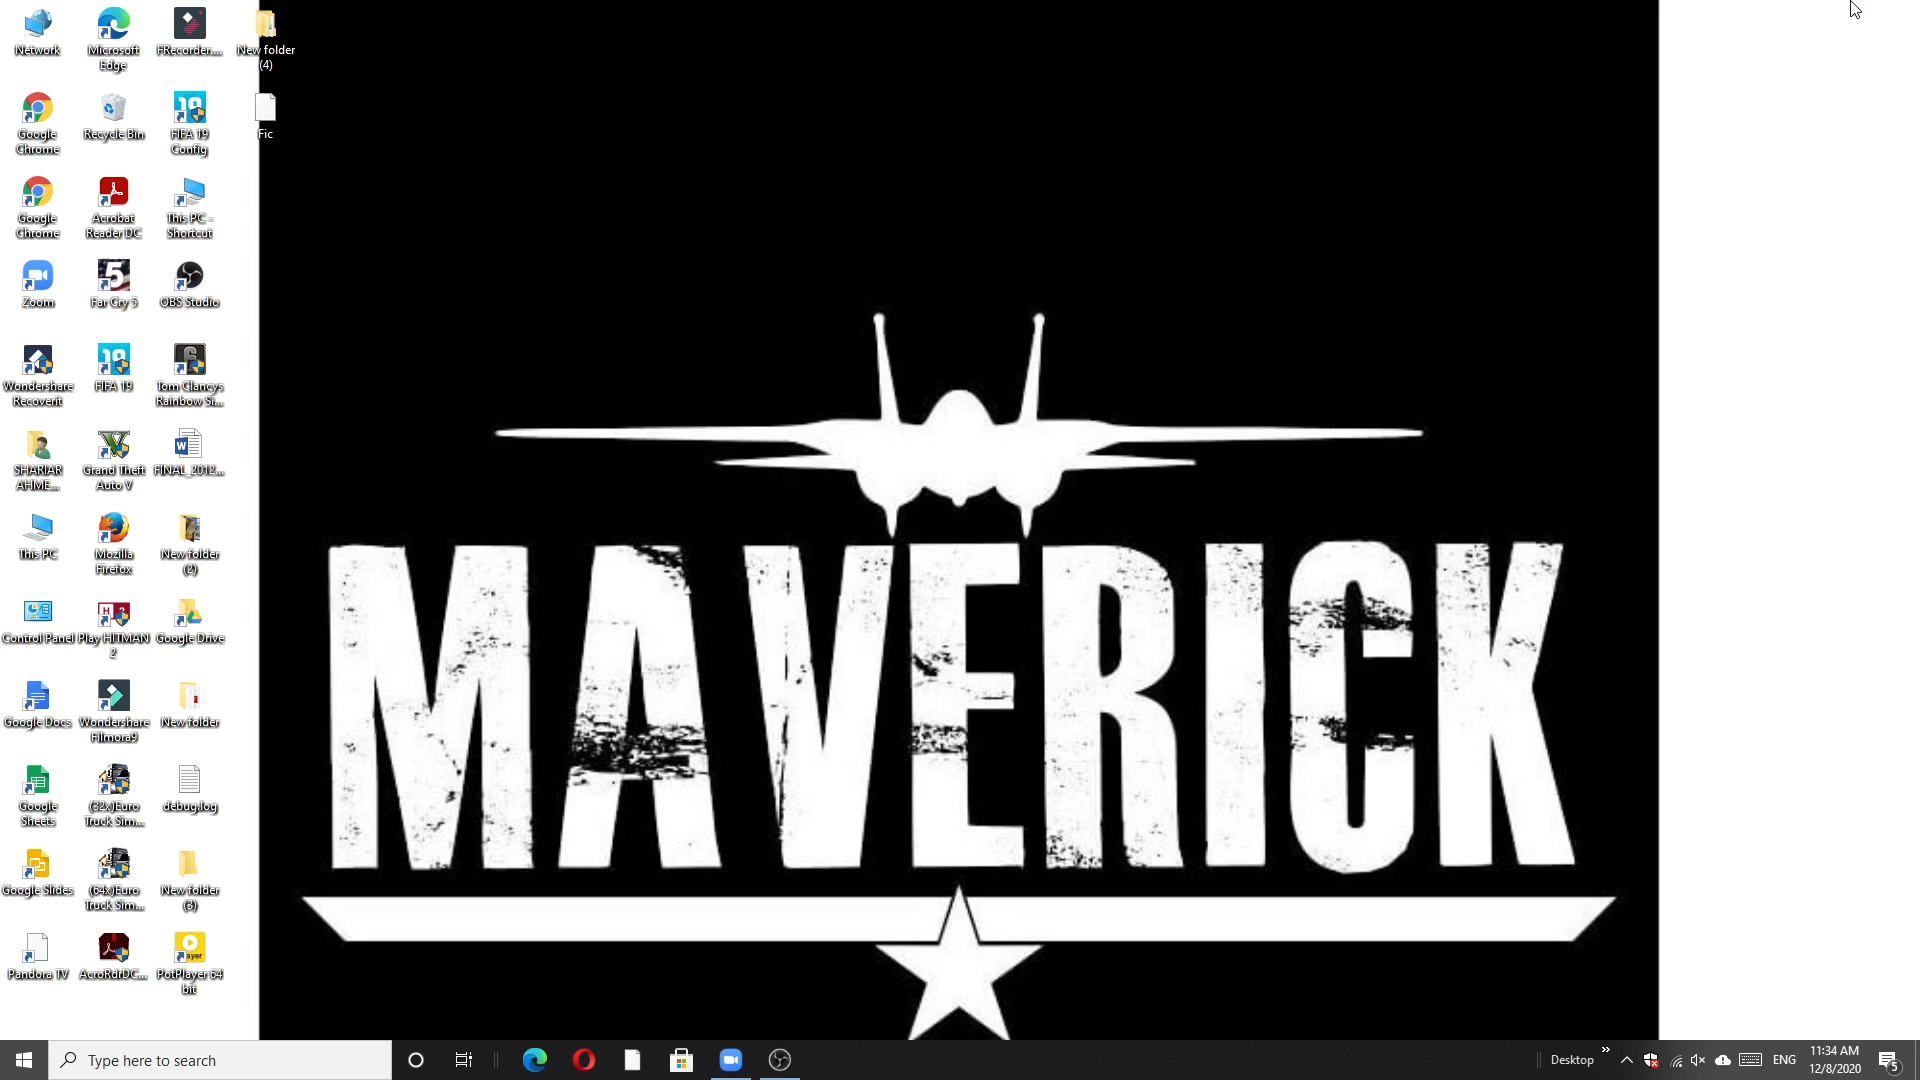 Network
Microsoft
Edge
FRecorder....
New folder
(4)
Google
Chrome
Recycle Bin
FIFA 19
Config
Fic
Google
Chrome
Acrobat
Reader DC
This PC -
Shortcut
Zoom
Far Cry 5
OBS Studio
Wondershare
Recoverit
FIFA 19
Tom Clancys
Rainbow Si...
SHARIAR
AHME...
Grand Theft
Auto V
FINAL_2012...
This PC
Mozilla
Firefox
New folder
(2)
Control Panel
Play HITMAN
2
Google Drive
Google Docs
Wondershare
Filmora9
New folder
Google
Sheets
(32x)Euro
Truck Sim...
debug.log
Google Slides
(64x)Euro
Truck Sim...
New folder
(3)
Pandora TV
AcroRdrDC...
PotPlayer 64
bit
MAVERICK
Type here to search
Desktop
ENG
11:34 AM
12/8/2020
5